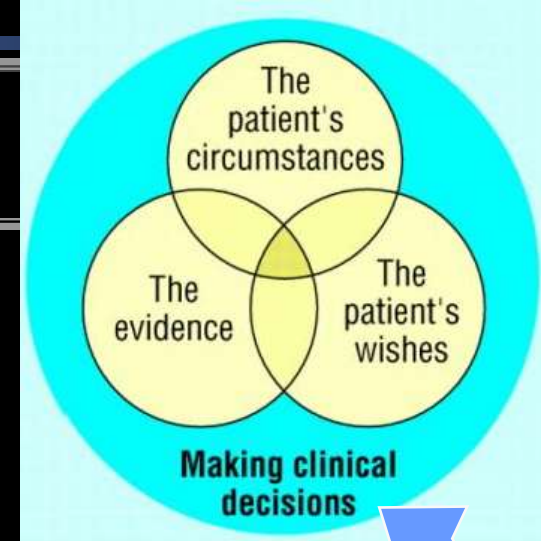 The
patient's
circumstances
The
evidence
The
patient's
wishes
Making clinical
decisions